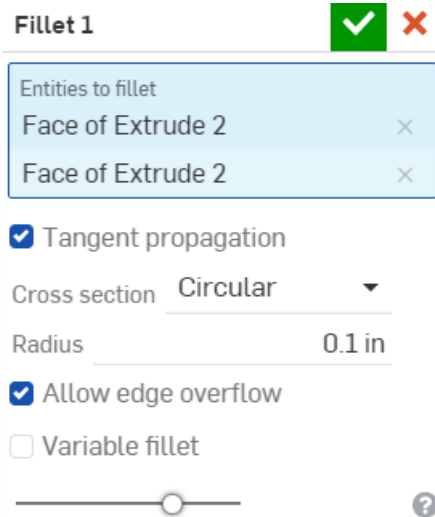 Fillet 1
Entities to fillet
Face of Extrude 2
Face of Extrude 2
Tangent propagation
Cross section Circular
Radius 0.1 in
Allow edge overflow
Variable fillet
?